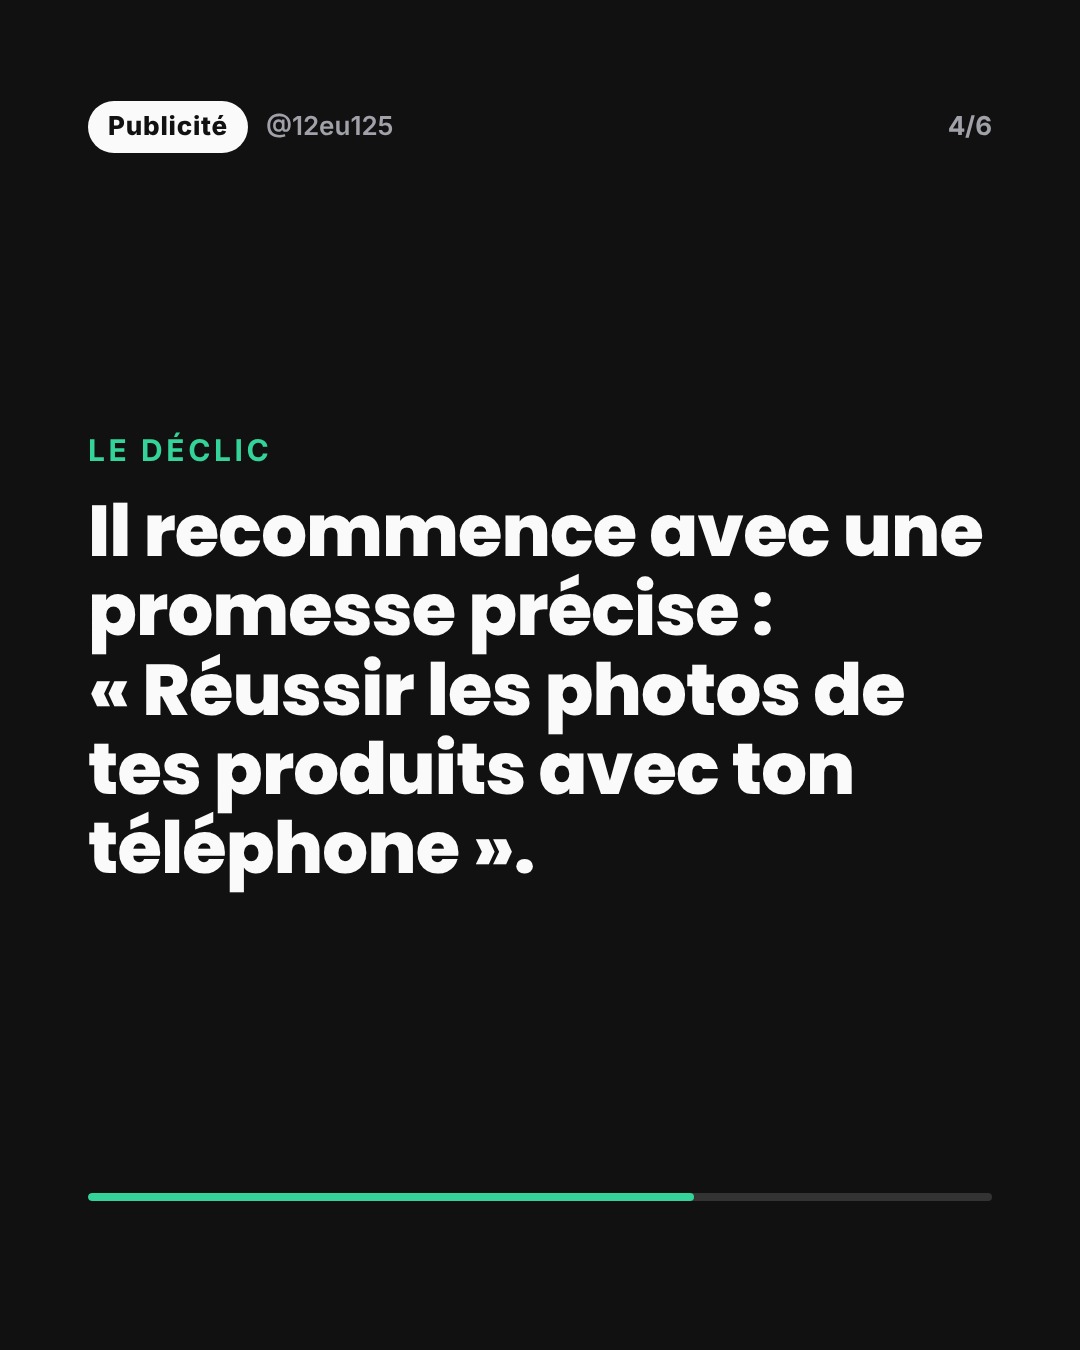 Publicité @12eu125 4/6
LE DÉCLIC
Il recommence avec une
promesse précise :
« Réussir les photos de
tes produits avec ton
téléphone ».